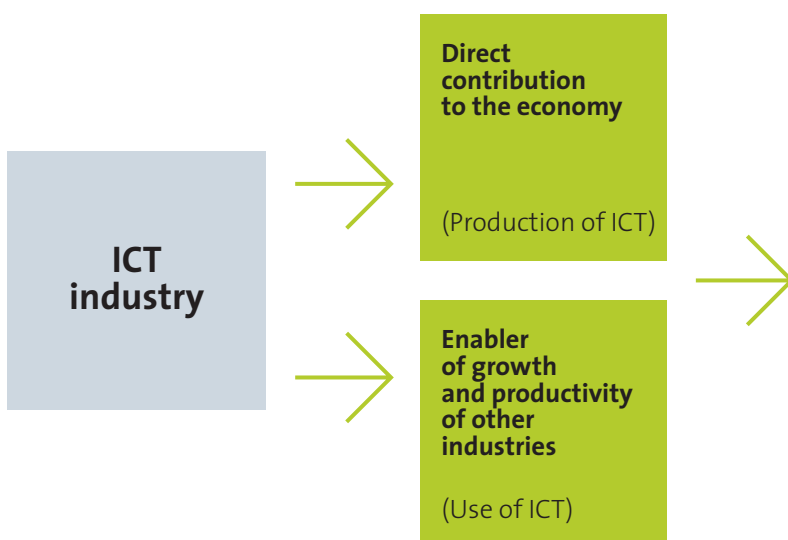 ICT
industry
Direct
contribution
to the economy
(Production of ICT)
Enabler
of growth
and productivity
of other
industries
(Use of ICT)